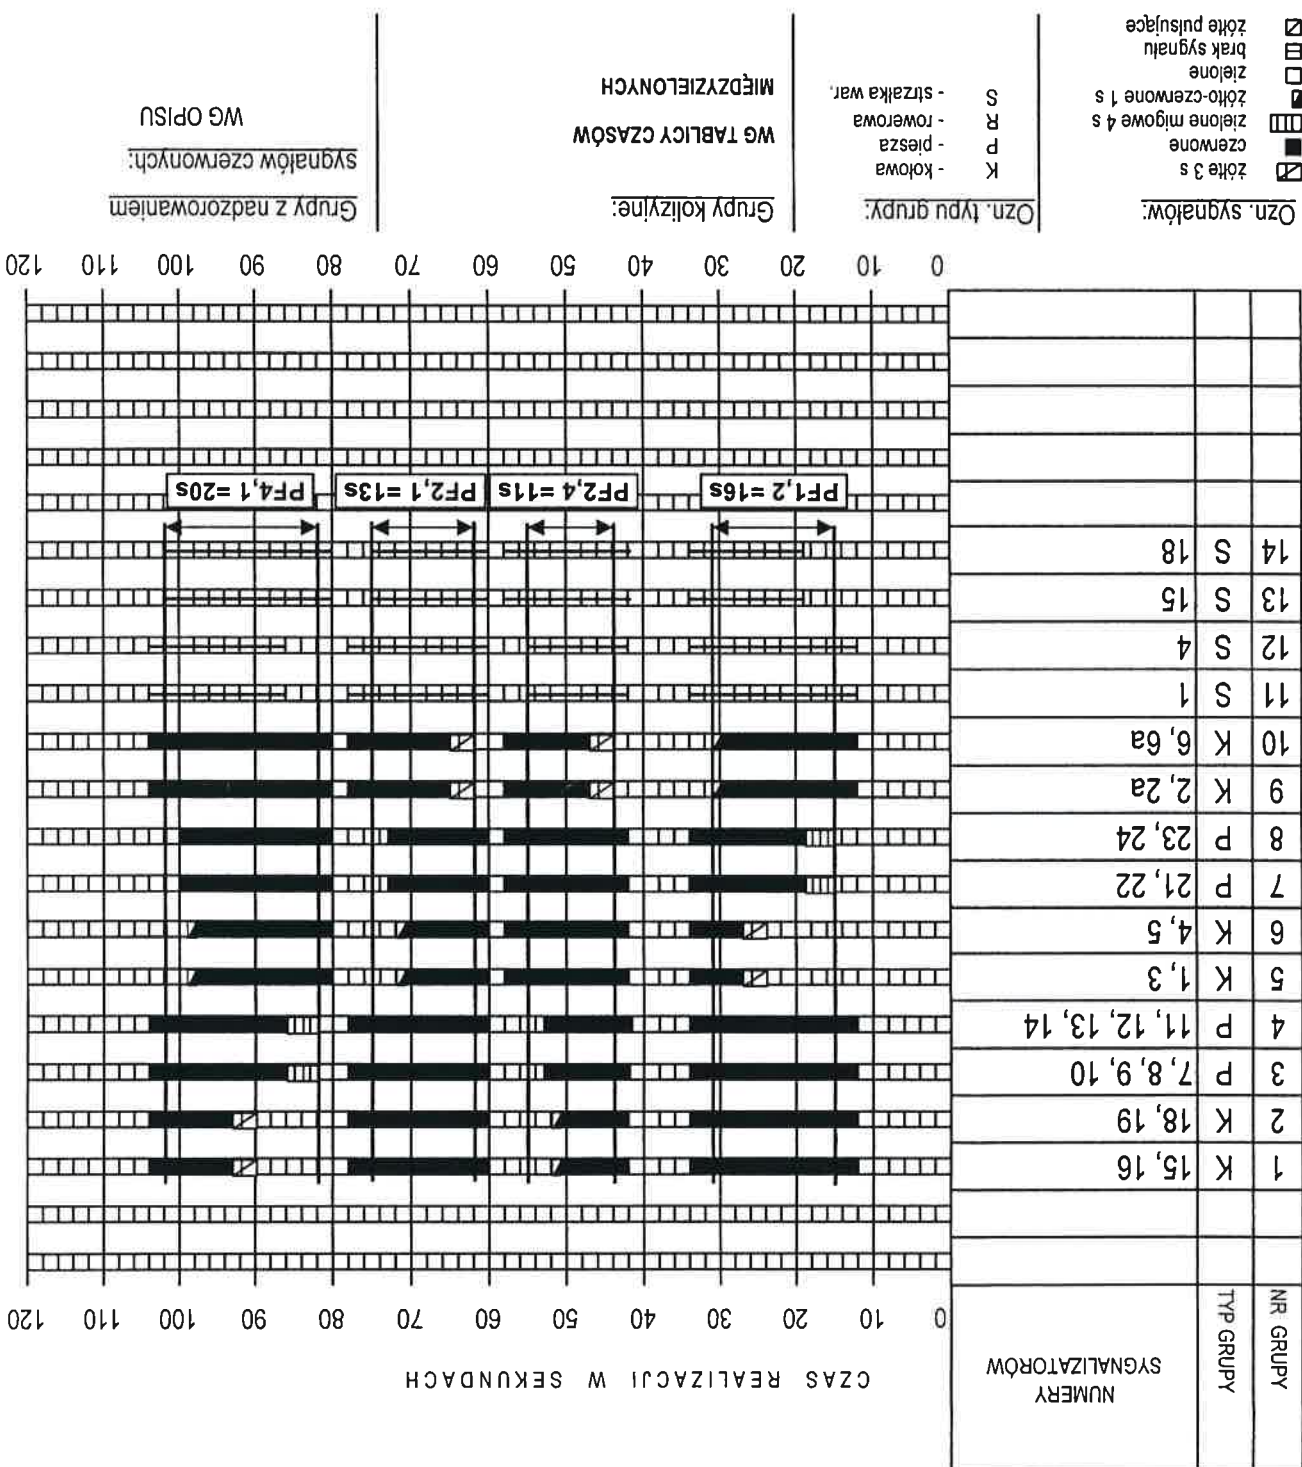 NR GRUPY
TYP GRUPY
NUMERY
SYGNALIZATORÓW
CZAS REALIZACJI W SEKUNDACH
0 10 20 30 40 50 60 70 80 90 100 110 120
1 K 15, 16
2 K 18, 19
3 P 7, 8, 9, 10
4 P 11, 12, 13, 14
5 K 1, 3
6 K 4, 5
7 P 21, 22
8 P 23, 24
9 K 2, 2a
10 K 6, 6a
11 S 1
12 S 4
13 S 15
14 S 18
PF1,2 =16s PF2,4 =11s PF2,1 =13s PF4,1 =20s
0 10 20 30 40 50 60 70 80 90 100 110 120
Ozn. sygnałów:
żółte 3 s
czerwone
zielone migowe 4 s
żółto-czerwone 1 s
zielone
brak sygnału
żółte pulsujące
Ozn. typu grupy:
K - kołowa
P - piesza
R - rowerowa
S - strzałka war.
Grupy kolizyjne:
WG TABLICY CZASÓW
MIĘDZYZIELONYCH
Grupy z nadzorowaniem
sygnałów czerwonych:
WG OPISU